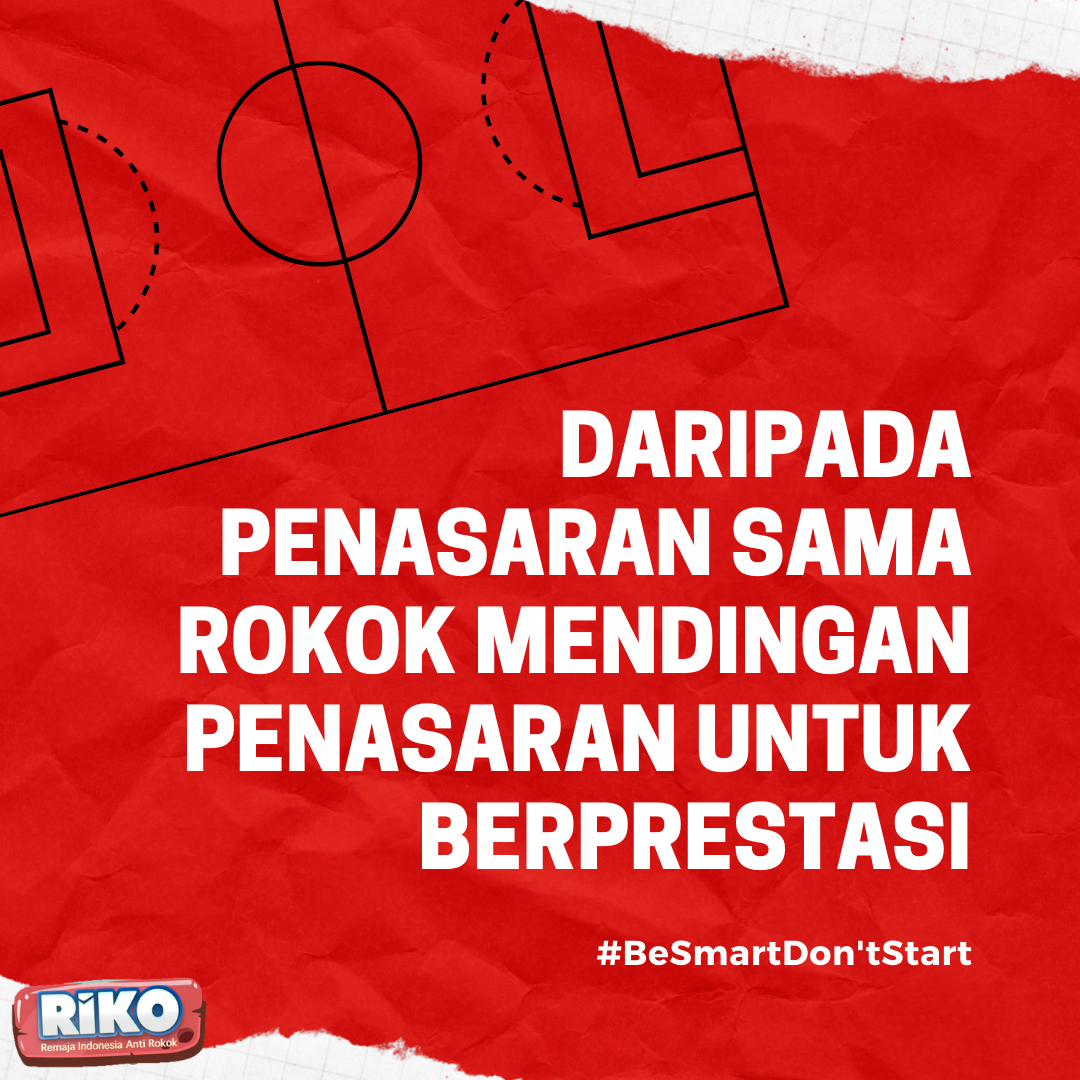 DARIPADA
PENASARAN SAMA
ROKOK MENDINGAN
PENASARAN UNTUK
BERPRESTASI
#BeSmartDon'tStart
RiKO
Remaja Indonesia Anti Rokok